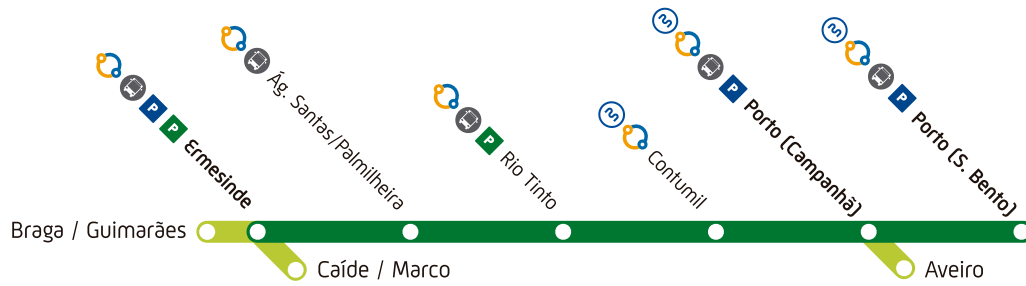 P
P
Ermesinde
Ág. Santas/Palmilheira
P
Rio Tinto
Contumil
P
Porto (Campanhã)
P
Porto (S. Bento)
Braga / Guimarães
Caíde / Marco
Aveiro